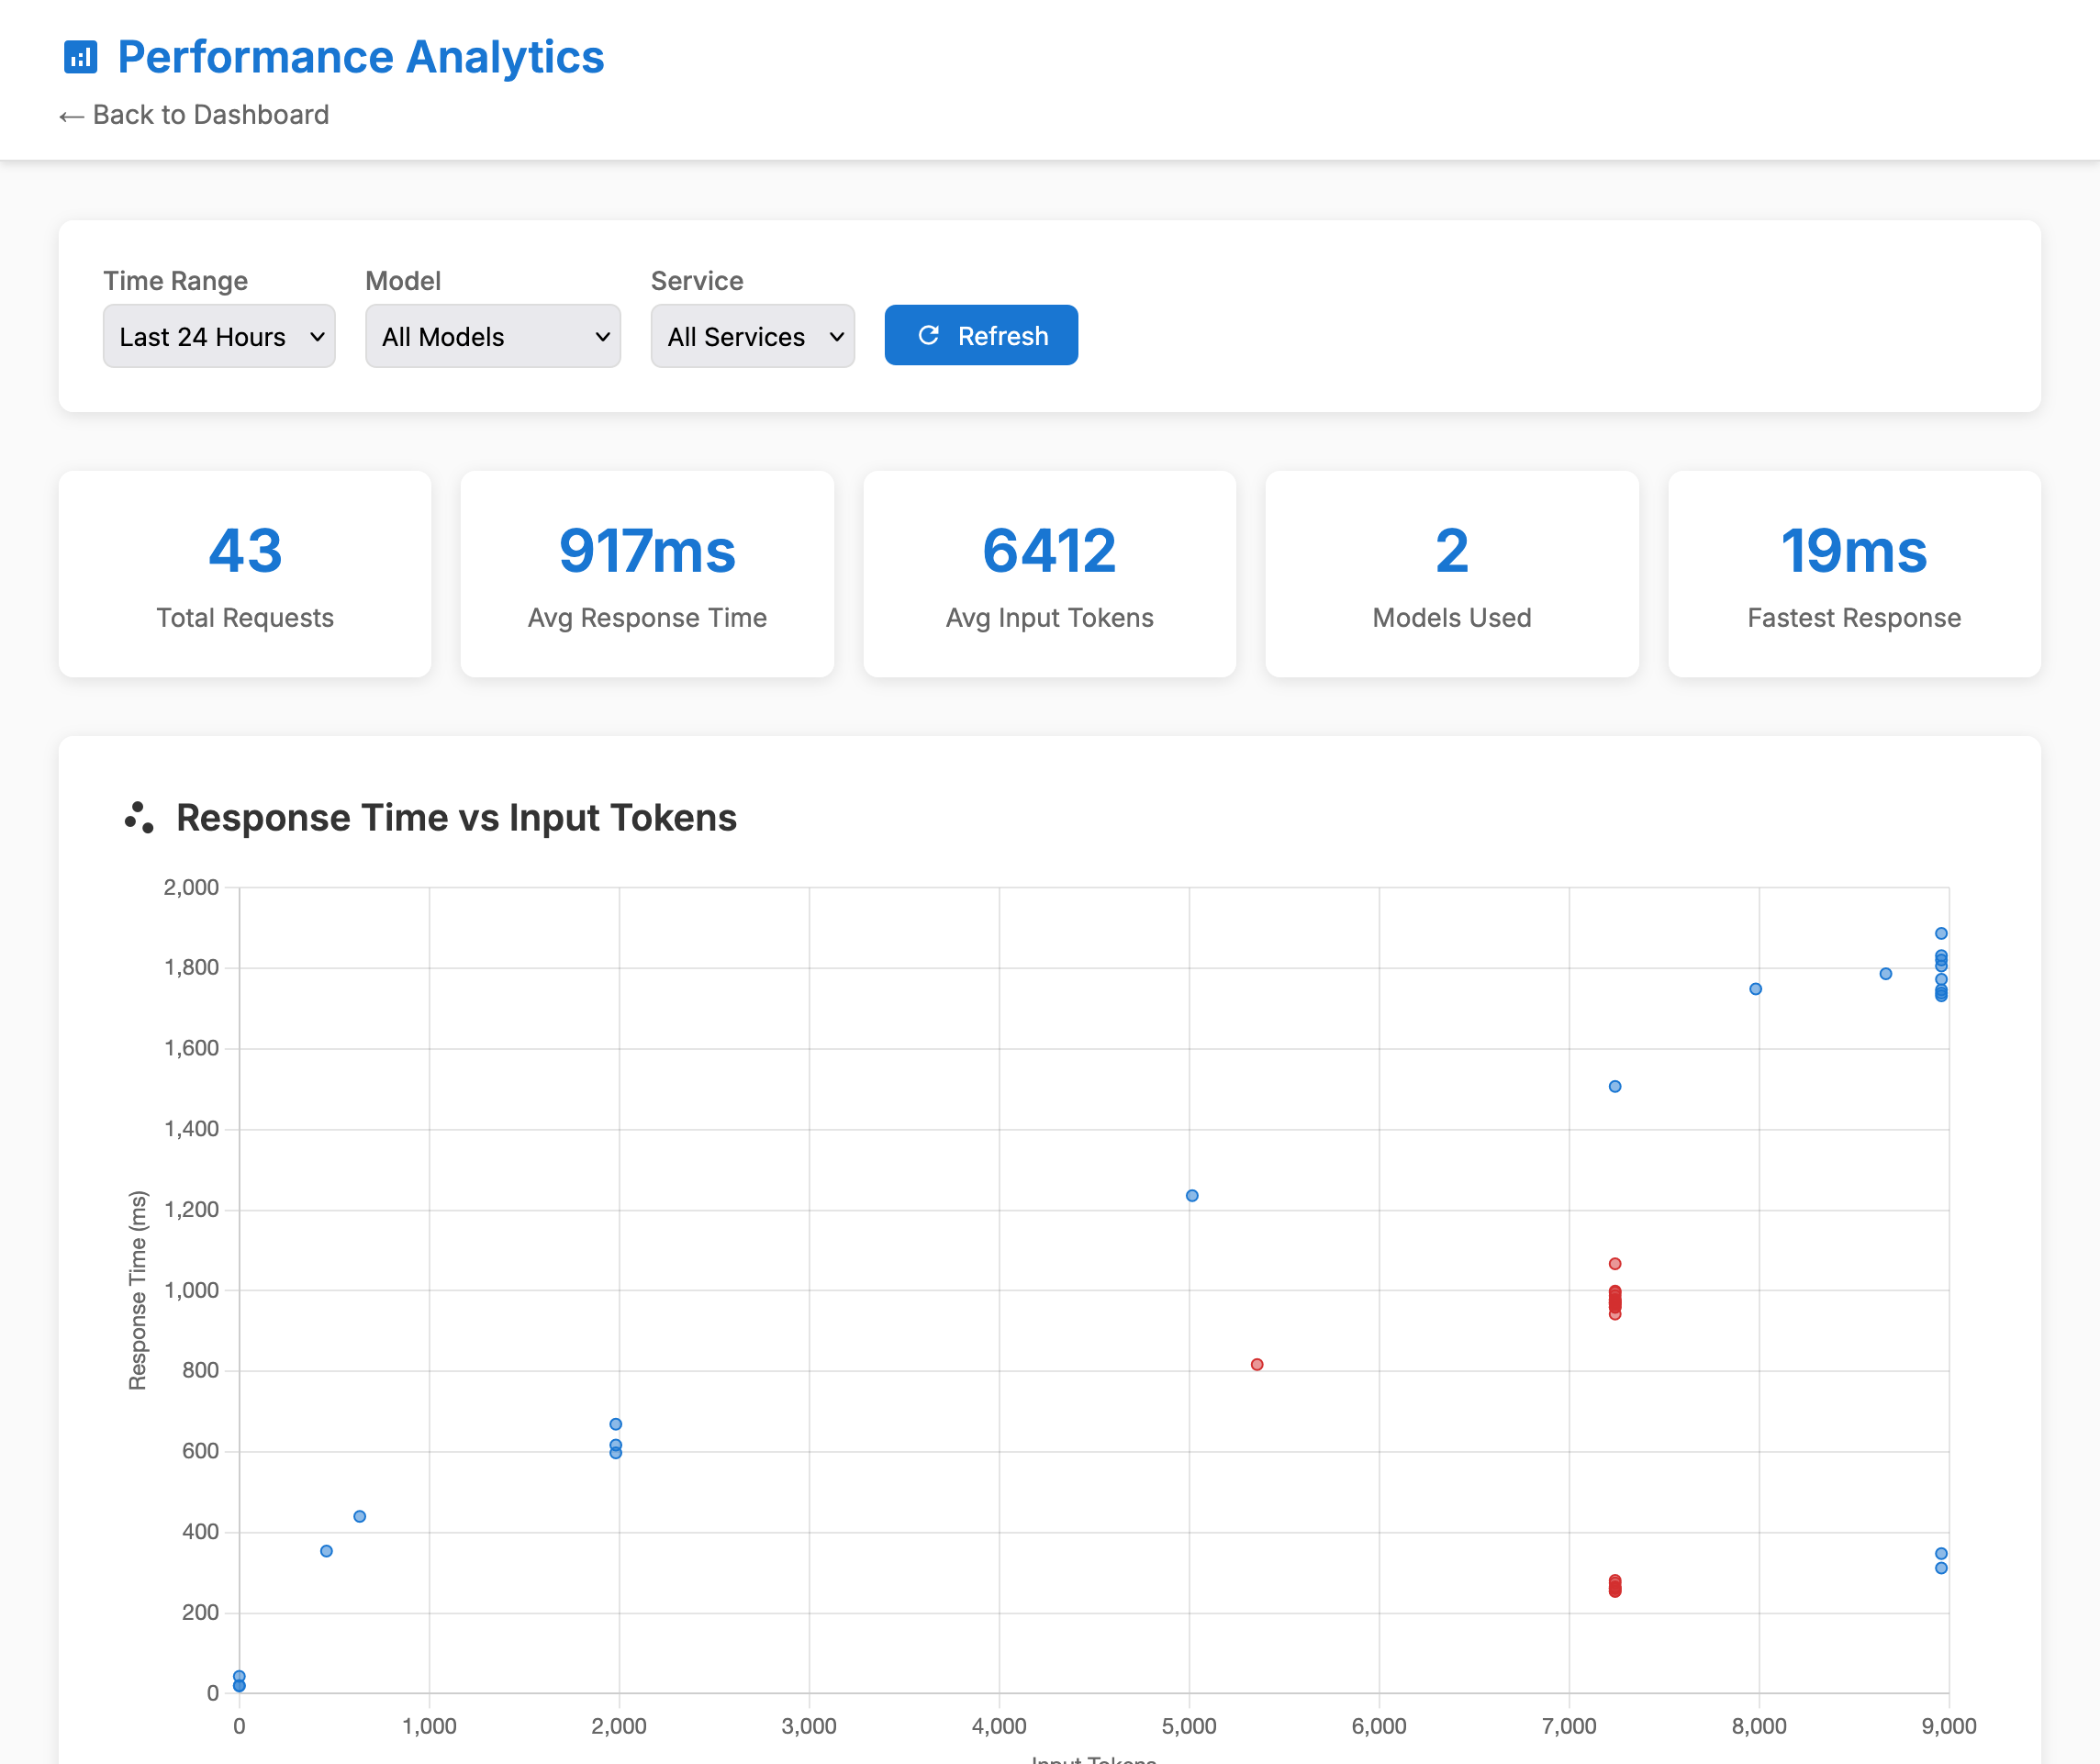 Performance Analytics
← Back to Dashboard
Time Range
Model
Service
Last 24 Hours
All Models
All Services
Refresh
43
917ms
6412
2
19ms
Total Requests
Avg Response Time
Avg Input Tokens
Models Used
Fastest Response
Response Time vs Input Tokens
2,000
1,800
1,600
1,400
1,200
1,000
800
600
400
200
0
Response Time (ms)
0
1,000
2,000
3,000
4,000
5,000
6,000
7,000
8,000
9,000
Input Tokens